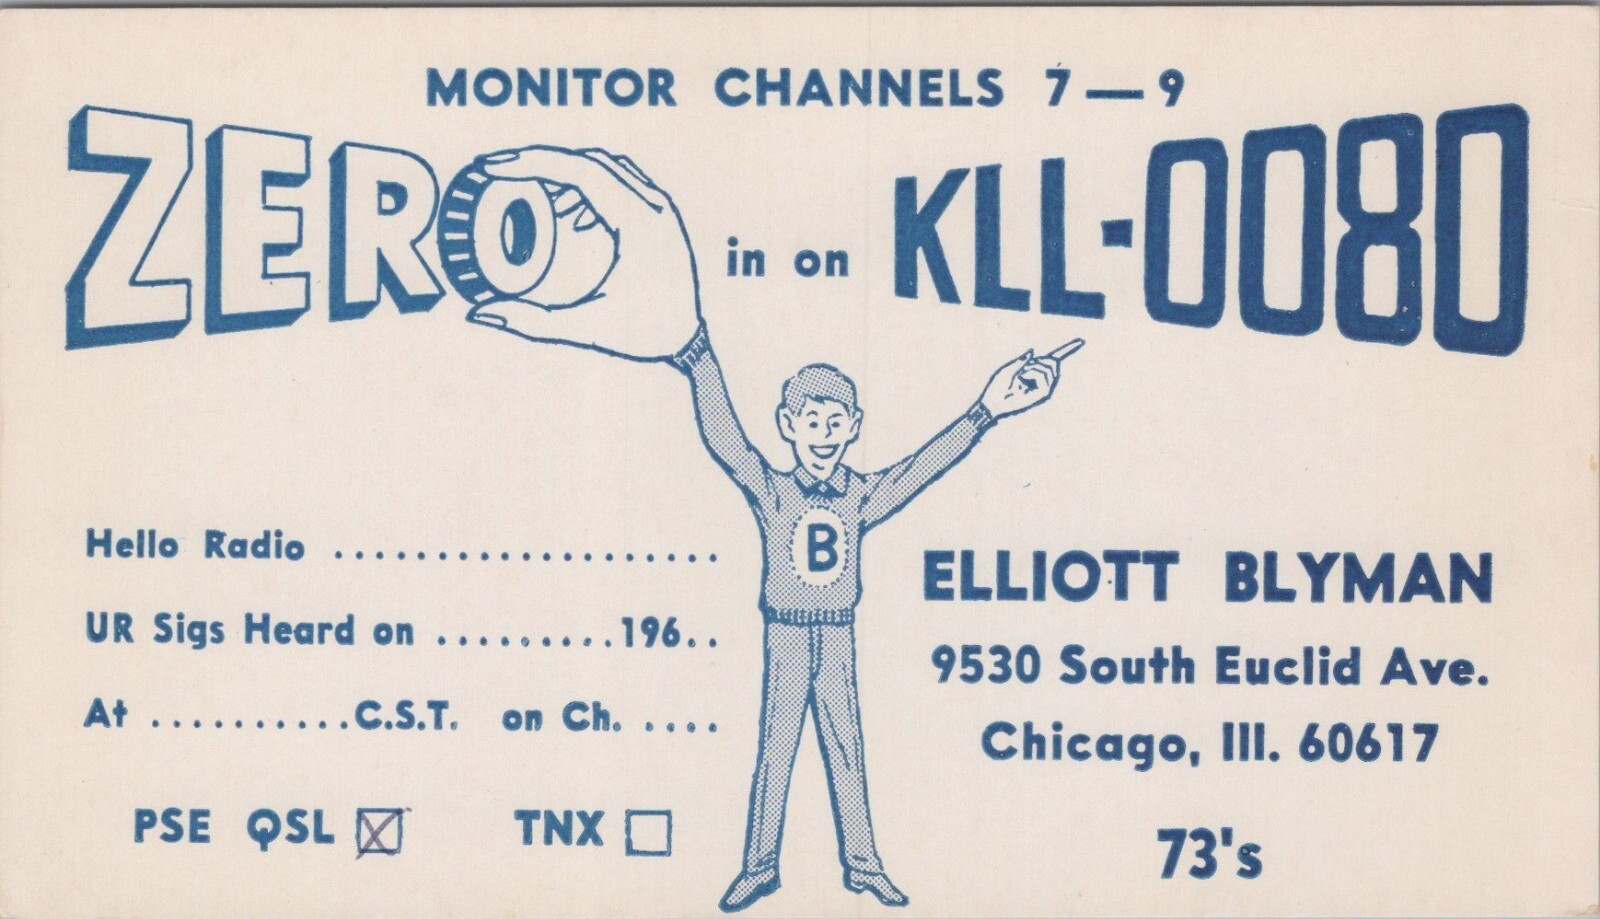 MONITOR CHANNELS 7—9
ZERO in on KLL-0080
B
Hello Radio ...................
UR Sigs Heard on .........196..
At ..........C.S.T. on Ch. ....
PSE QSL ☒ TNX ☐
ELLIOTT BLYMAN
9530 South Euclid Ave.
Chicago, Ill. 60617
73's